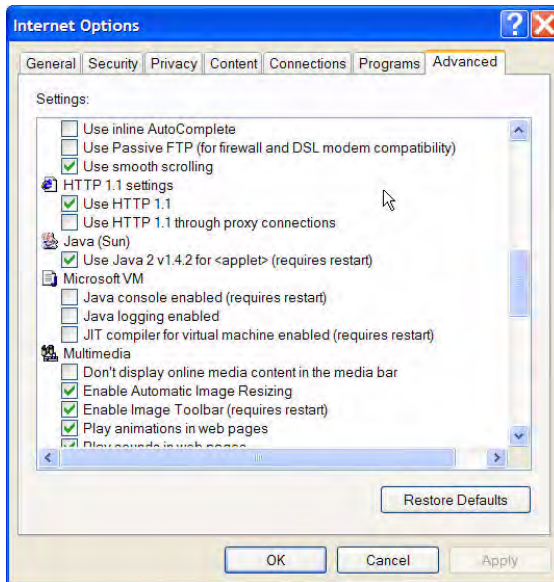 Internet Options
General Security Privacy Content Connections Programs Advanced
Settings:
Use inline AutoComplete
Use Passive FTP (for firewall and DSL modem compatibility)
Use smooth scrolling
HTTP 1.1 settings
Use HTTP 1.1
Use HTTP 1.1 through proxy connections
Java (Sun)
Use Java 2 v1.4.2 for <applet> (requires restart)
Microsoft VM
Java console enabled (requires restart)
Java logging enabled
JIT compiler for virtual machine enabled (requires restart)
Multimedia
Don't display online media content in the media bar
Enable Automatic Image Resizing
Enable Image Toolbar (requires restart)
Play animations in web pages
Play sounds in web pages
Restore Defaults
OK Cancel Apply